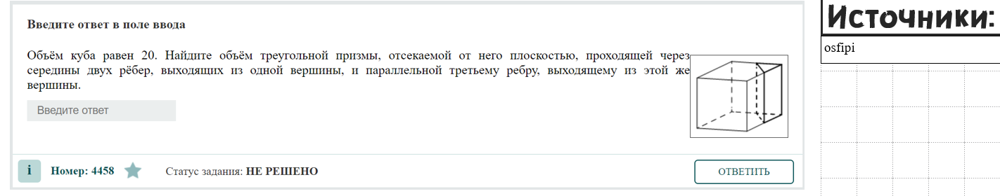 Введите ответ в поле ввода
Объём куба равен 20. Найдите объём треугольной призмы, отсекаемой от него плоскостью, проходящей через
середины двух рёбер, выходящих из одной вершины, и параллельной третьему ребру, выходящему из этой же
вершины.
Введите ответ
i Номер: 4458 Статус задания: НЕ РЕШЕНО ОТВЕТИТЬ
Источники:
osfipi